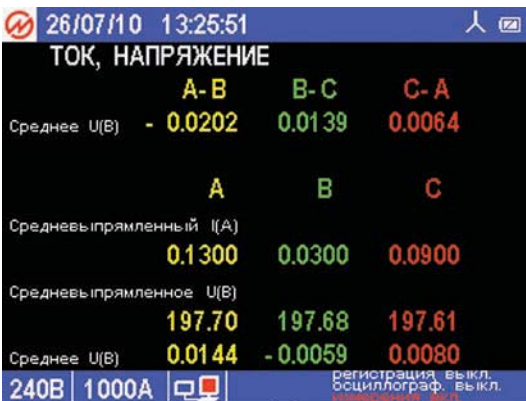 26/07/10 13:25:51
ТОК, НАПРЯЖЕНИЕ
A-B B-C C-A
Среднее U(В) - 0.0202 0.0139 0.0064
A B C
Средневыпрямленный I(А)
0.1300 0.0300 0.0900
Средневыпрямленное U(В)
197.70 197.68 197.61
Среднее U(В) 0.0144 -0.0059 0.0080
регистрация выкл.
240В 1000А осциллограф. выкл.
измерения вкл.